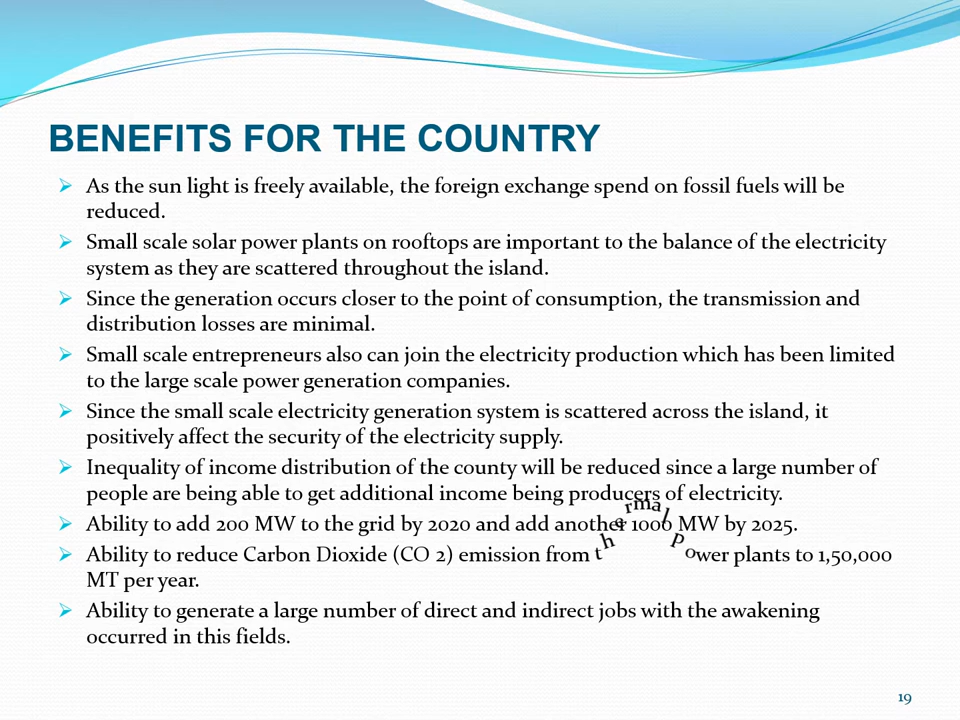 BENEFITS FOR THE COUNTRY
As the sun light is freely available, the foreign exchange spend on fossil fuels will be
reduced.
Small scale solar power plants on rooftops are important to the balance of the electricity
system as they are scattered throughout the island.
Since the generation occurs closer to the point of consumption, the transmission and
distribution losses are minimal.
Small scale entrepreneurs also can join the electricity production which has been limited
to the large scale power generation companies.
Since the small scale electricity generation system is scattered across the island, it
positively affect the security of the electricity supply.
Inequality of income distribution of the county will be reduced since a large number of
people are being able to get additional income being producers of electricity.
Ability to add 200 MW to the grid by 2020 and add another 1000 MW by 2025.
Ability to reduce Carbon Dioxide (CO 2) emission from thermal Power plants to 1,50,000
MT per year.
Ability to generate a large number of direct and indirect jobs with the awakening
occurred in this fields.
19